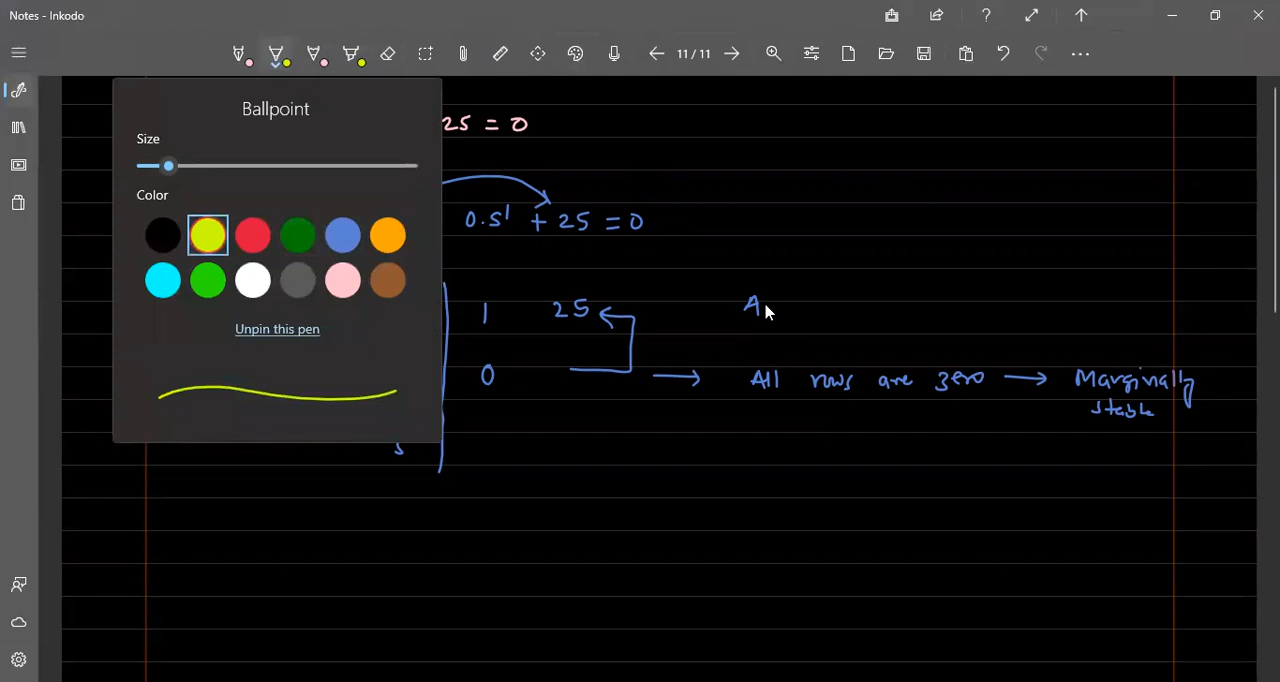 Notes - Inkodo
11 / 11
Ballpoint
Size
Color
Unpin this pen
25 = 0
0.s¹ + 25 = 0
1 25 A
0 → All rows are zero → Marginally
stable
s